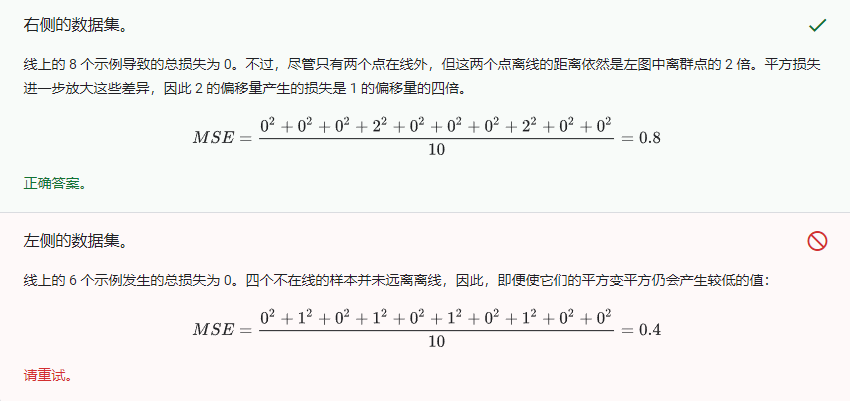 右侧的数据集。
线上的 8 个示例导致的总损失为 0。不过，尽管只有两个点在线外，但这两个点离线的距离依然是左图中离群点的 2 倍。平方损失
进一步放大这些差异，因此 2 的偏移量产生的损失是 1 的偏移量的四倍。
MSE = \frac{0^2 + 0^2 + 0^2 + 2^2 + 0^2 + 0^2 + 0^2 + 2^2 + 0^2 + 0^2}{10} = 0.8
正确答案。
左侧的数据集。
线上的 6 个示例发生的总损失为 0。四个不在线的样本并未远离离线，因此，即便使它们的平方变平方仍会产生较低的值：
MSE = \frac{0^2 + 1^2 + 0^2 + 1^2 + 0^2 + 1^2 + 0^2 + 1^2 + 0^2 + 0^2}{10} = 0.4
请重试。